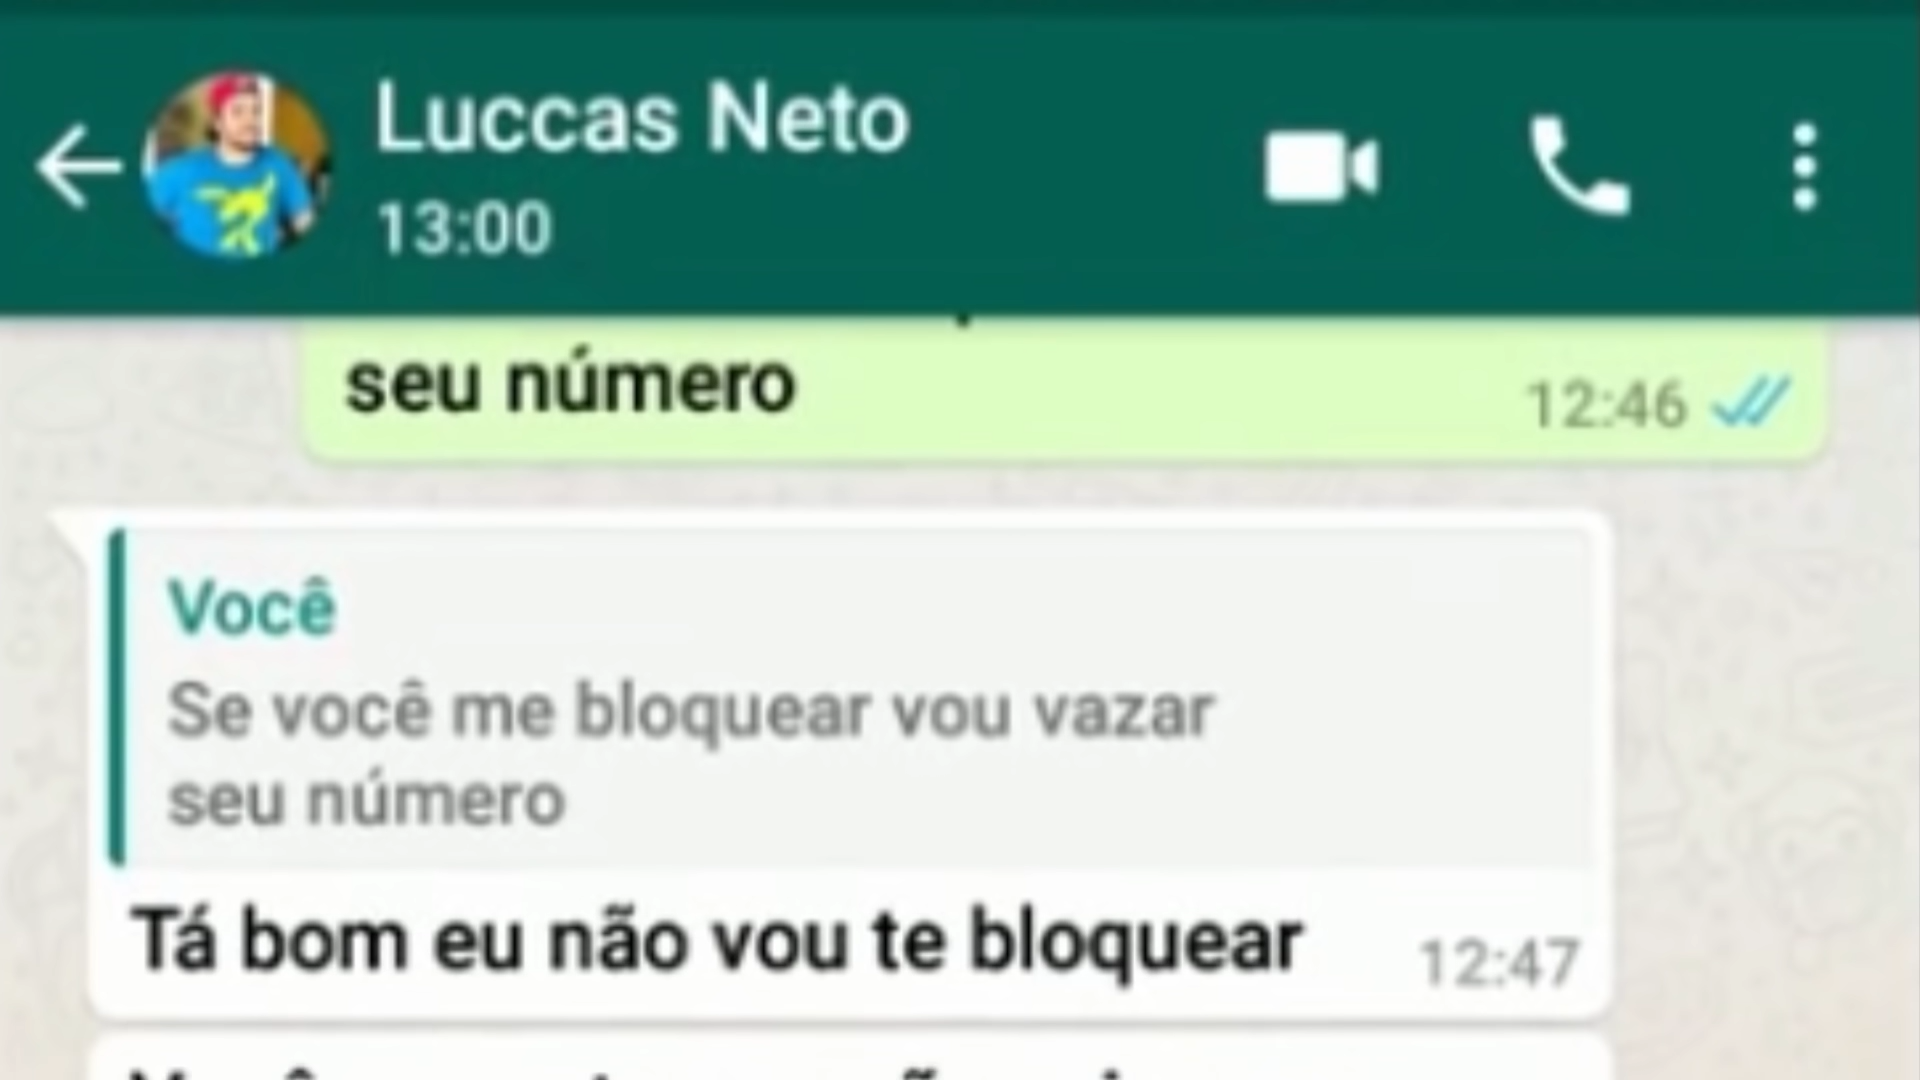 Luccas Neto
13:00
seu número
12:46
Você
Se você me bloquear vou vazar
seu número
Tá bom eu não vou te bloquear
12:47